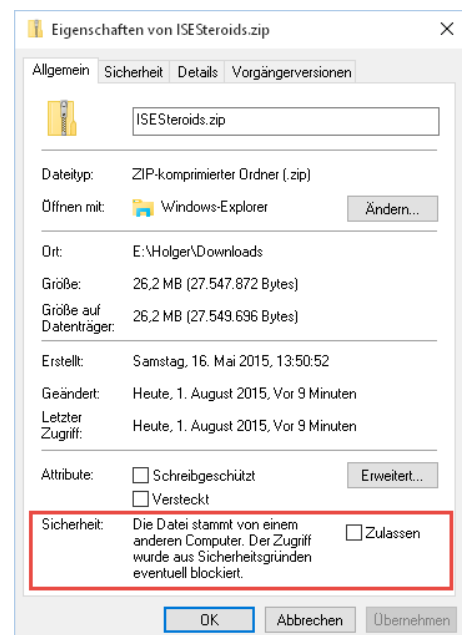 Eigenschaften von ISESteroids.zip
Allgemein Sicherheit Details Vorgängerversionen
ISESteroids.zip
Dateityp: ZIP-komprimierter Ordner (.zip)
Öffnen mit: Windows-Explorer Ändern...
Ort: E:\Holger\Downloads
Größe: 26,2 MB (27.547.872 Bytes)
Größe auf
Datenträger: 26,2 MB (27.549.696 Bytes)
Erstellt: Samstag, 16. Mai 2015, 13:50:52
Geändert: Heute, 1. August 2015, Vor 9 Minuten
Letzter
Zugriff: Heute, 1. August 2015, Vor 9 Minuten
Attribute: Schreibgeschützt Erweitert...
Versteckt
Sicherheit: Die Datei stammt von einem
anderen Computer. Der Zugriff Zulassen
wurde aus Sicherheitsgründen
eventuell blockiert.
OK Abbrechen Übernehmen